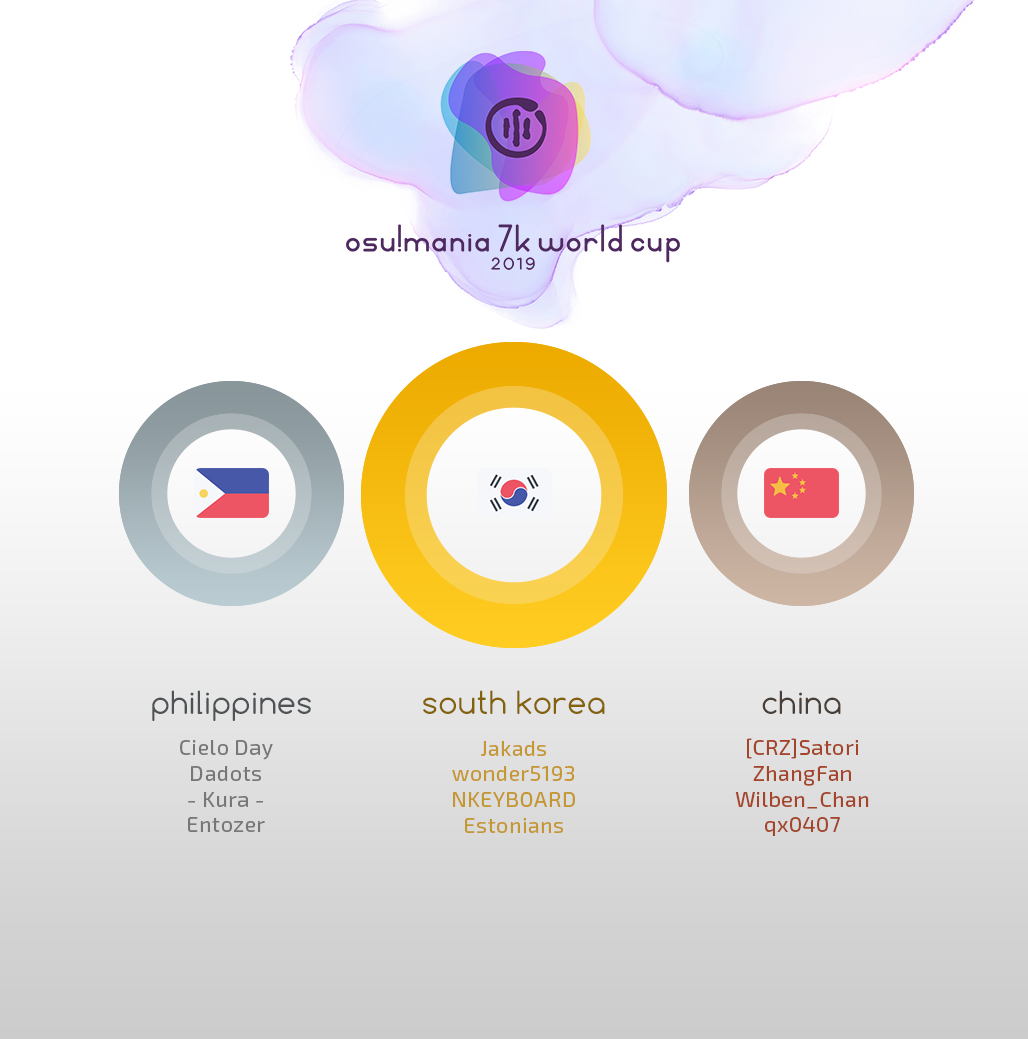 osu!mania 7k world cup
2019
philippines
Cielo Day
Dadots
- Kura -
Entozer
south korea
Jakads
wonder5193
NKEYBOARD
Estonians
china
[CRZ]Satori
ZhangFan
Wilben_Chan
qx0407